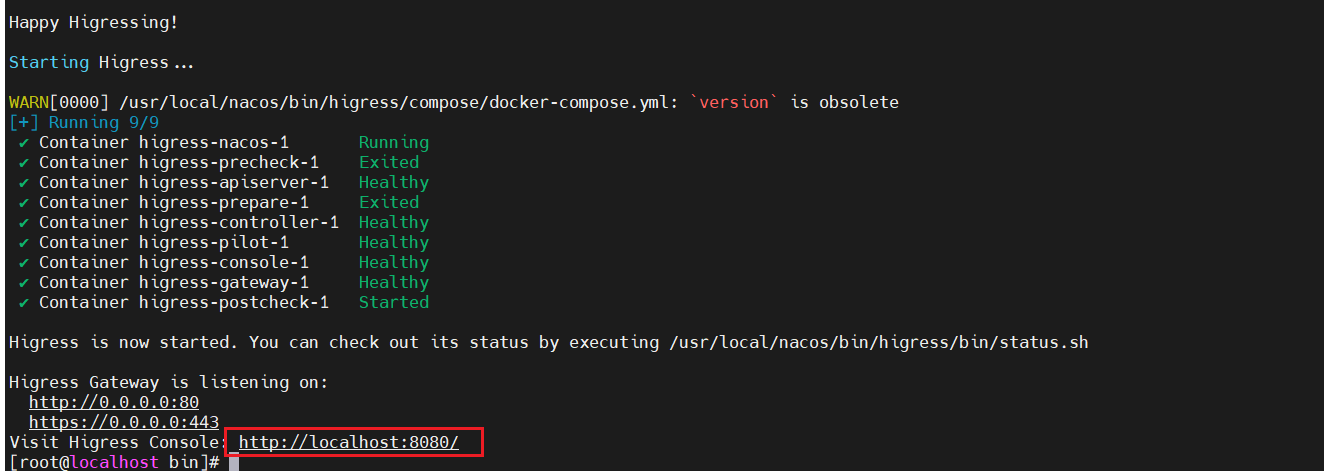 Happy Higressing!
Starting Higress...
WARN[0000] /usr/local/nacos/bin/higress/compose/docker-compose.yml: `version` is obsolete
[+] Running 9/9
✔ Container higress-nacos-1 Running
✔ Container higress-precheck-1 Exited
✔ Container higress-apiserver-1 Healthy
✔ Container higress-prepare-1 Exited
✔ Container higress-controller-1 Healthy
✔ Container higress-pilot-1 Healthy
✔ Container higress-console-1 Healthy
✔ Container higress-gateway-1 Healthy
✔ Container higress-postcheck-1 Started
Higress is now started. You can check out its status by executing /usr/local/nacos/bin/higress/bin/status.sh
Higress Gateway is listening on:
http://0.0.0.0:80
https://0.0.0.0:443
Visit Higress Console: http://localhost:8080/
[root@localhost bin]#